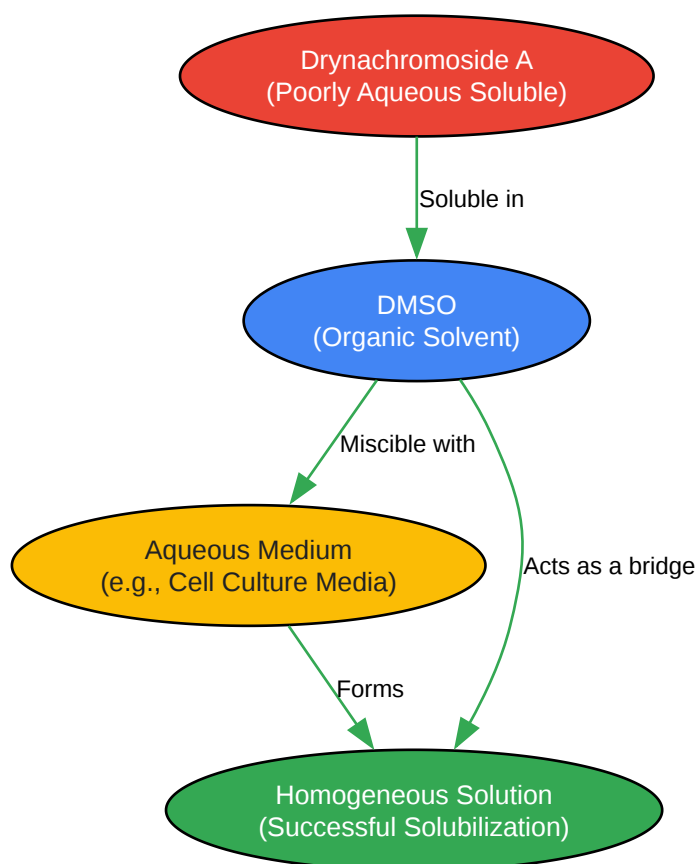 Drynachromoside A
(Poorly Aqueous Soluble)
Soluble in
DMSO
(Organic Solvent)
Miscible with
Aqueous Medium
(e.g., Cell Culture Media)
Acts as a bridge
Forms
Homogeneous Solution
(Successful Solubilization)